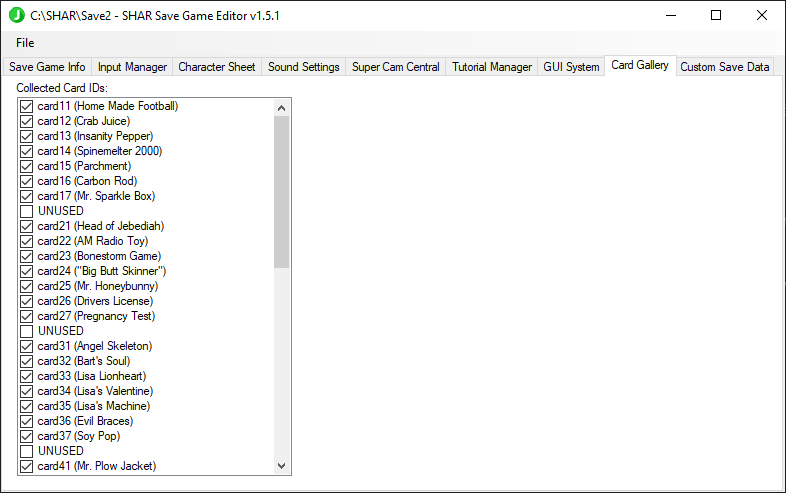 C:\SHAR\Save2 - SHAR Save Game Editor v1.5.1
File
Save Game Info Input Manager Character Sheet Sound Settings Super Cam Central Tutorial Manager GUI System Card Gallery Custom Save Data
Collected Card IDs:
card11 (Home Made Football)
card12 (Crab Juice)
card13 (Insanity Pepper)
card14 (Spinemelter 2000)
card15 (Parchment)
card16 (Carbon Rod)
card17 (Mr. Sparkle Box)
UNUSED
card21 (Head of Jebediah)
card22 (AM Radio Toy)
card23 (Bonestorm Game)
card24 ("Big Butt Skinner")
card25 (Mr. Honeybunny)
card26 (Drivers License)
card27 (Pregnancy Test)
UNUSED
card31 (Angel Skeleton)
card32 (Bart's Soul)
card33 (Lisa Lionheart)
card34 (Lisa's Valentine)
card35 (Lisa's Machine)
card36 (Evil Braces)
card37 (Soy Pop)
UNUSED
card41 (Mr. Plow Jacket)